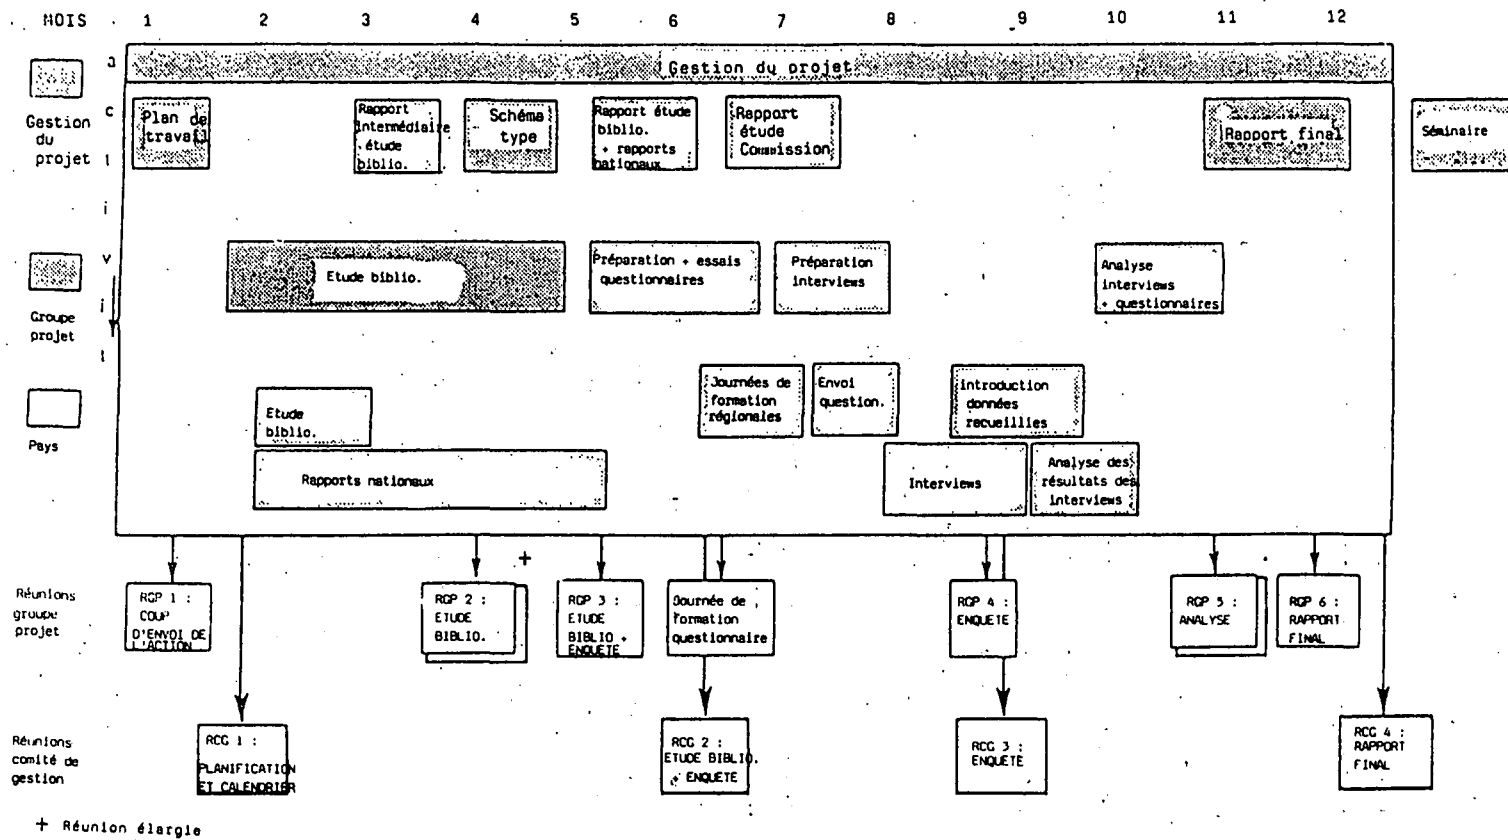 MOIS 1 2 3 4 5 6 7 8 9 10 11 12
Gestion du projet
Gestion
du
projet
a
c
i
v
i
Plan de
travail
Rapport
intermédiaire
étude
biblio.
Schéma
type
Rapport étude
biblio.
+ rapports
nationaux
Rapport
étude
Commission
Rapport final
Séminaire
Groupe
projet
Etude biblio.
Préparation + essais
questionnaires
Préparation
interviews
Analyse
interviews
+ questionnaires
Pays
Etude
biblio.
Journées de
formation
régionales
Envoi
question.
Introduction
données
recueillies
Rapports nationaux
Interviews
Analyse des
résultats des
interviews
Réunions
groupe
projet
RGP 1 :
COUP
D'ENVOI DE
L'ACTION
+
RGP 2 :
ETUDE
BIBLIO.
RGP 3 :
ETUDE
BIBLIO +
ENQUETE
Journée de
formation
questionnaire
RGP 4 :
ENQUETE
RGP 5 :
ANALYSE
RGP 6 :
RAPPORT
FINAL
Réunions
comité de
gestion
RCG 1 :
PLANIFICATION
ET CALENDRIER
RCG 2 :
ETUDE BIBLIO.
+ ENQUETE
RCG 3 :
ENQUETE
RCG 4 :
RAPPORT
FINAL
+ Réunion élargie